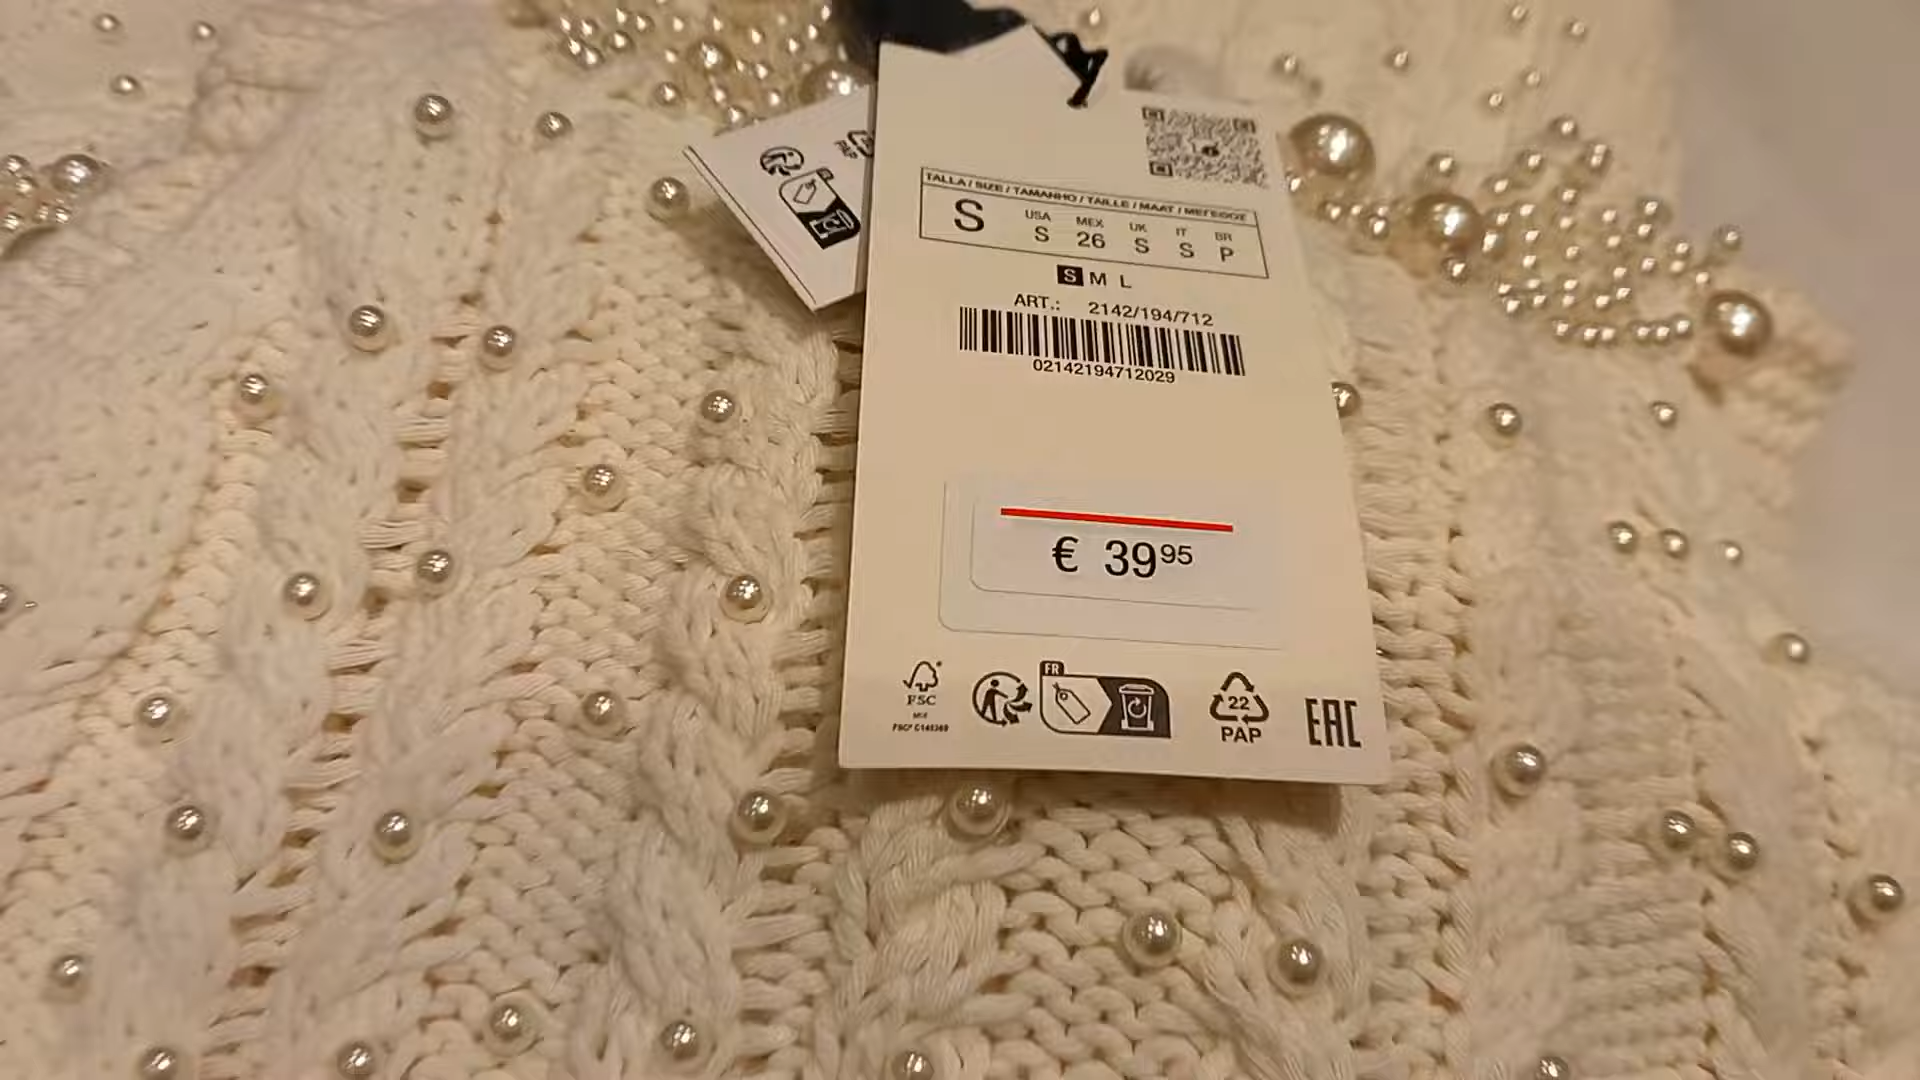 TALLA / SIZE / TAMANHO / TAILLE / MAAT /
S
USA MEX UK IT BR
S 26 S S P
S M L
ART.: 2142/194/712
02142194712029
€ 39 95
FSC
MIX
FR
22
PAP
EAC